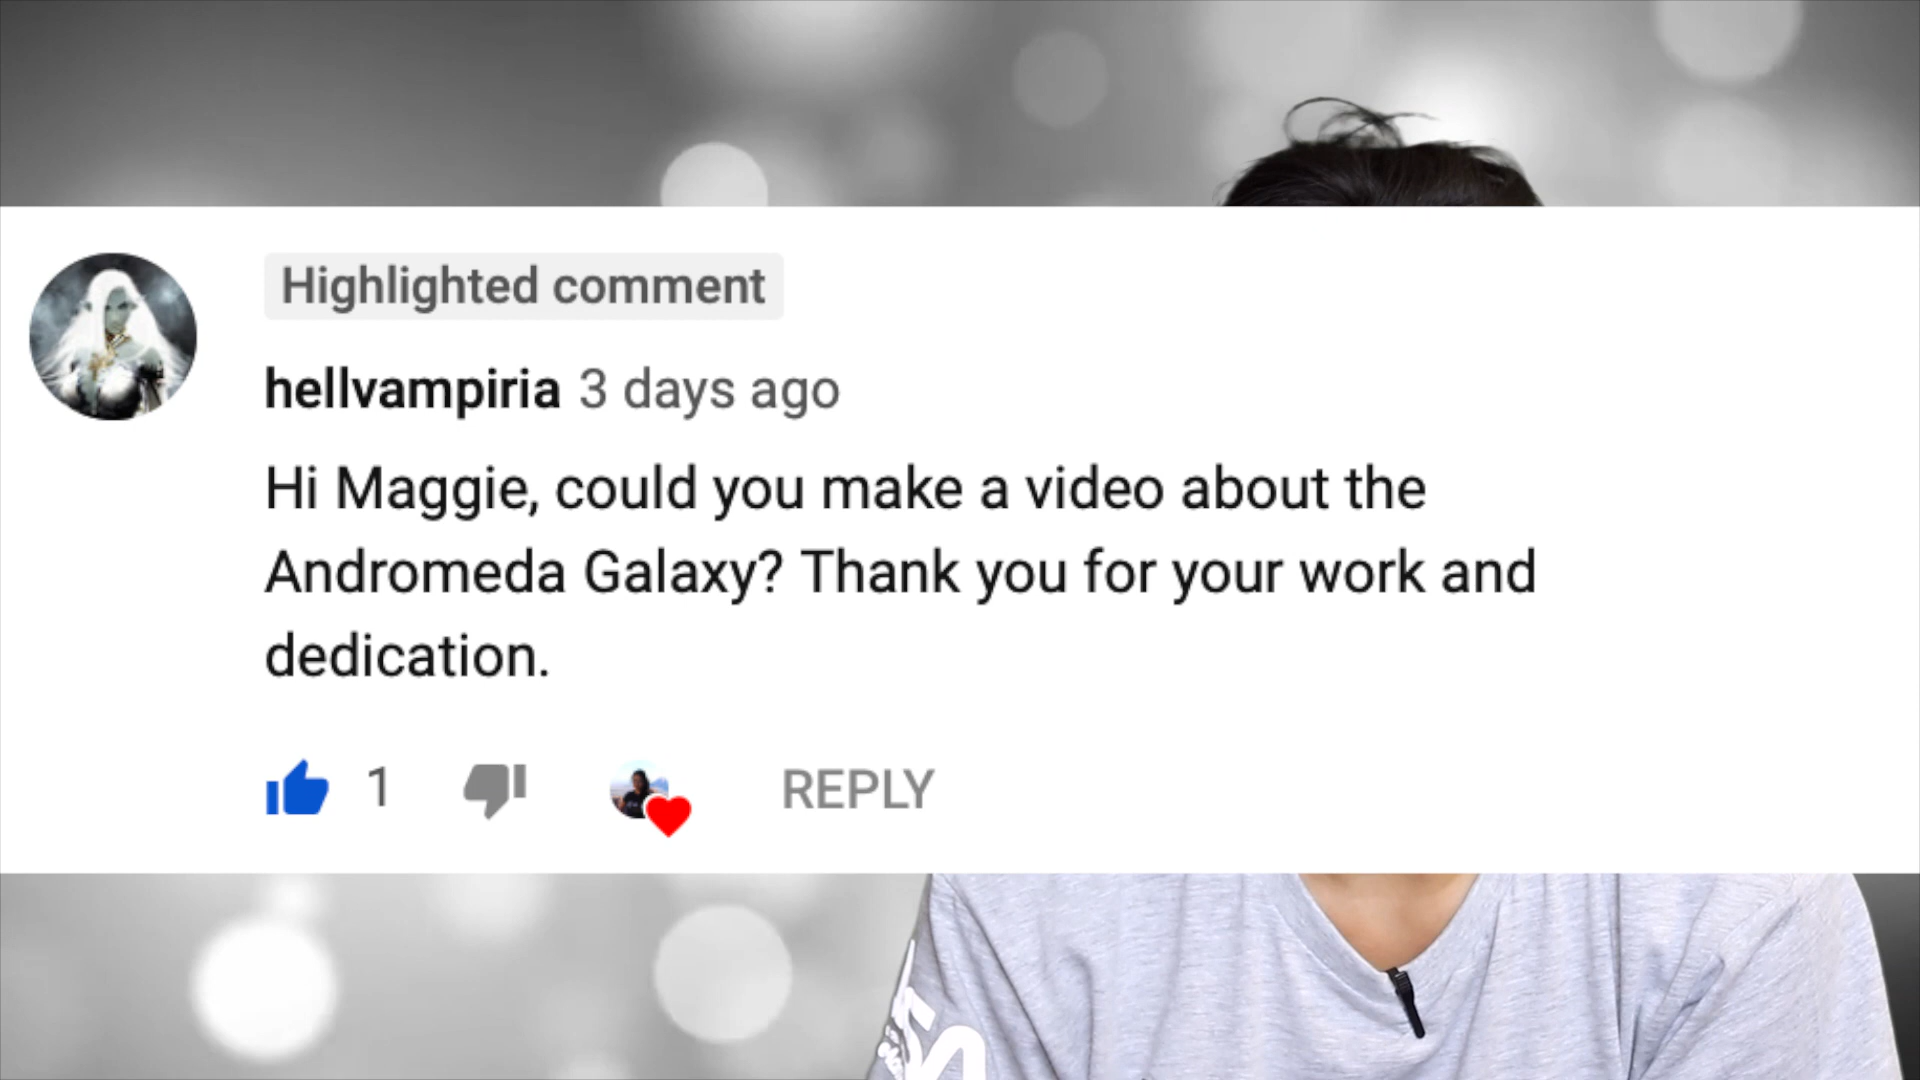 Highlighted comment
hellvampiria 3 days ago
Hi Maggie, could you make a video about the
Andromeda Galaxy? Thank you for your work and
dedication.
1 REPLY